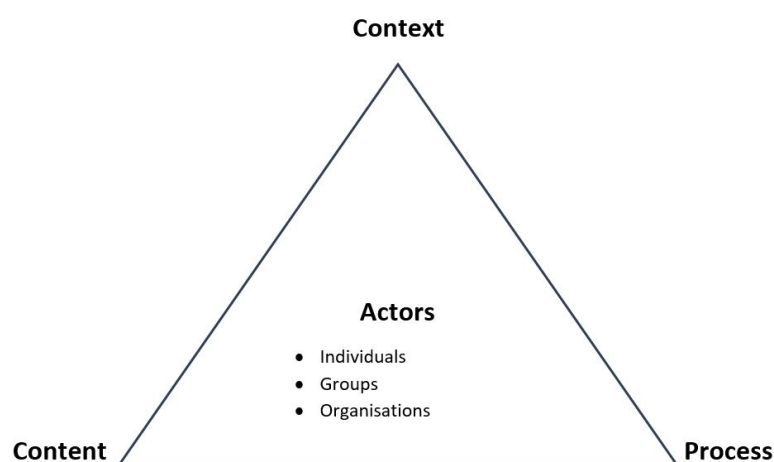 Context
Actors
• Individuals
• Groups
• Organisations
Content
Process